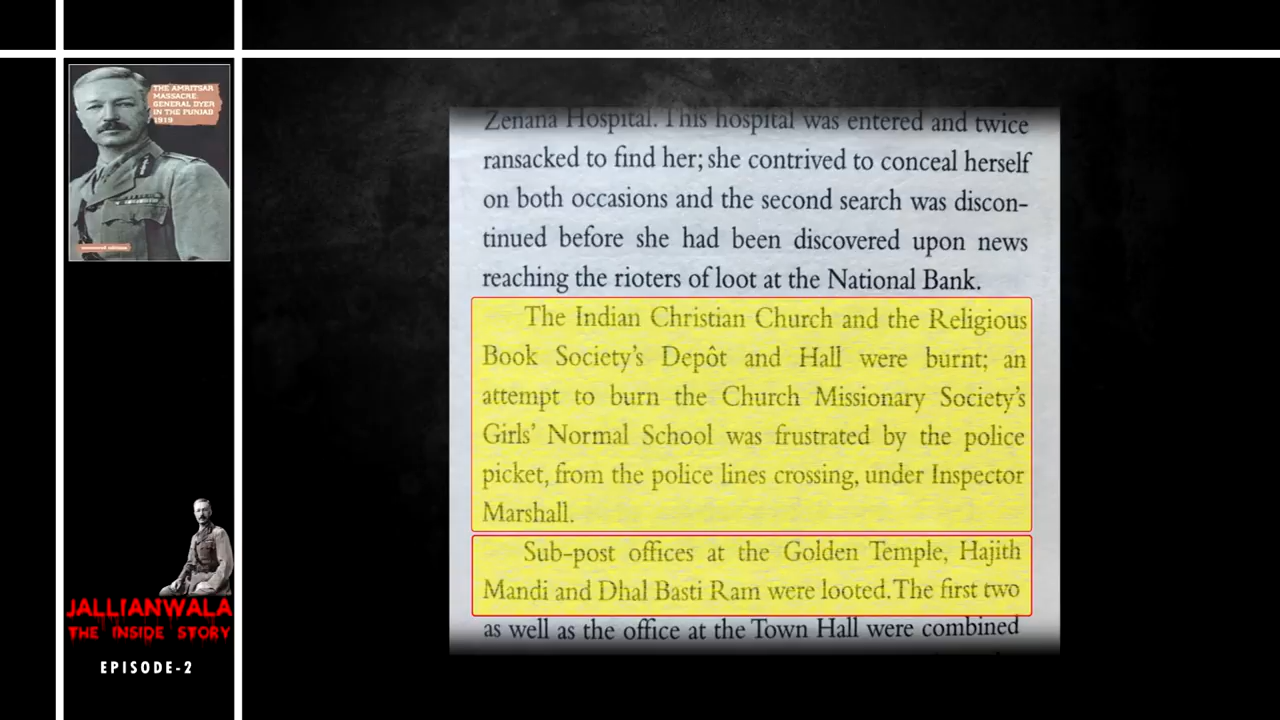 THE AMRITSAR
MASSACRE
GENERAL DYER
IN THE PUNJAB
1919
JALLIANWALA
THE INSIDE STORY
EPISODE-2
Zenana Hospital. This hospital was entered and twice
ransacked to find her; she contrived to conceal herself
on both occasions and the second search was discon-
tinued before she had been discovered upon news
reaching the rioters of loot at the National Bank.
The Indian Christian Church and the Religious
Book Society's Depôt and Hall were burnt; an
attempt to burn the Church Missionary Society's
Girls' Normal School was frustrated by the police
picket, from the police lines crossing, under Inspector
Marshall.
Sub-post offices at the Golden Temple, Hajith
Mandi and Dhal Basti Ram were looted. The first two
as well as the office at the Town Hall were combined